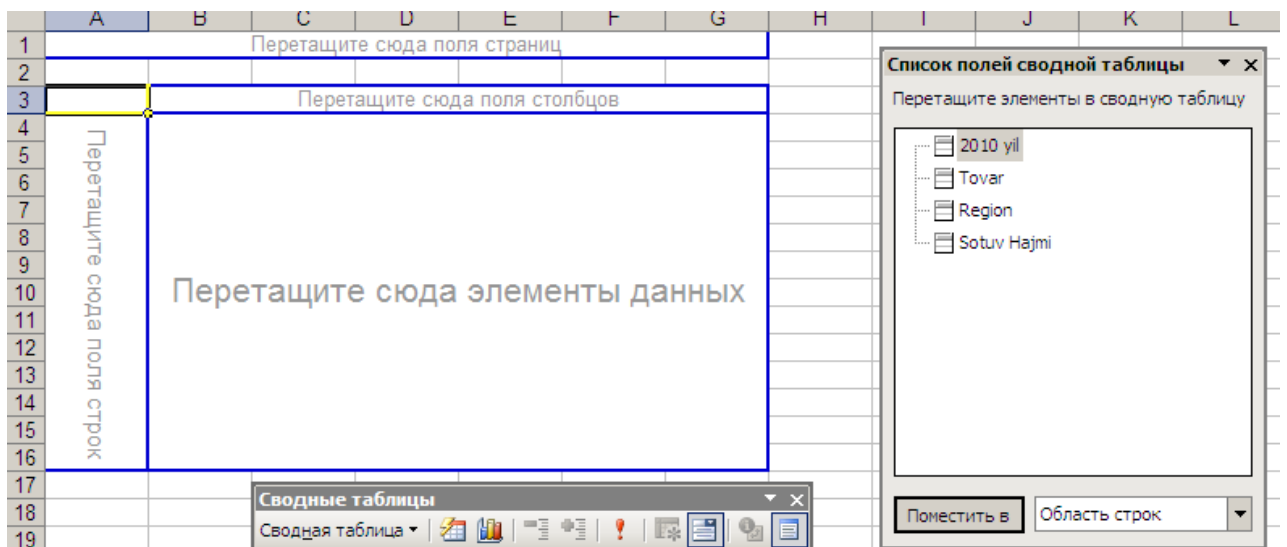 A B C D E F G H I J K L
1 Перетащите сюда поля страниц
2
3 Перетащите сюда поля столбцов
4
5
6
7
8
9
10
11
12
13
14
15
16
17
18
19
Перетащите сюда поля строк
Перетащите сюда элементы данных
Список полей сводной таблицы
Перетащите элементы в сводную таблицу
2010 yil
Tovar
Region
Sotuv Hajmi
Поместить в Область строк
Сводные таблицы
Сводная таблица